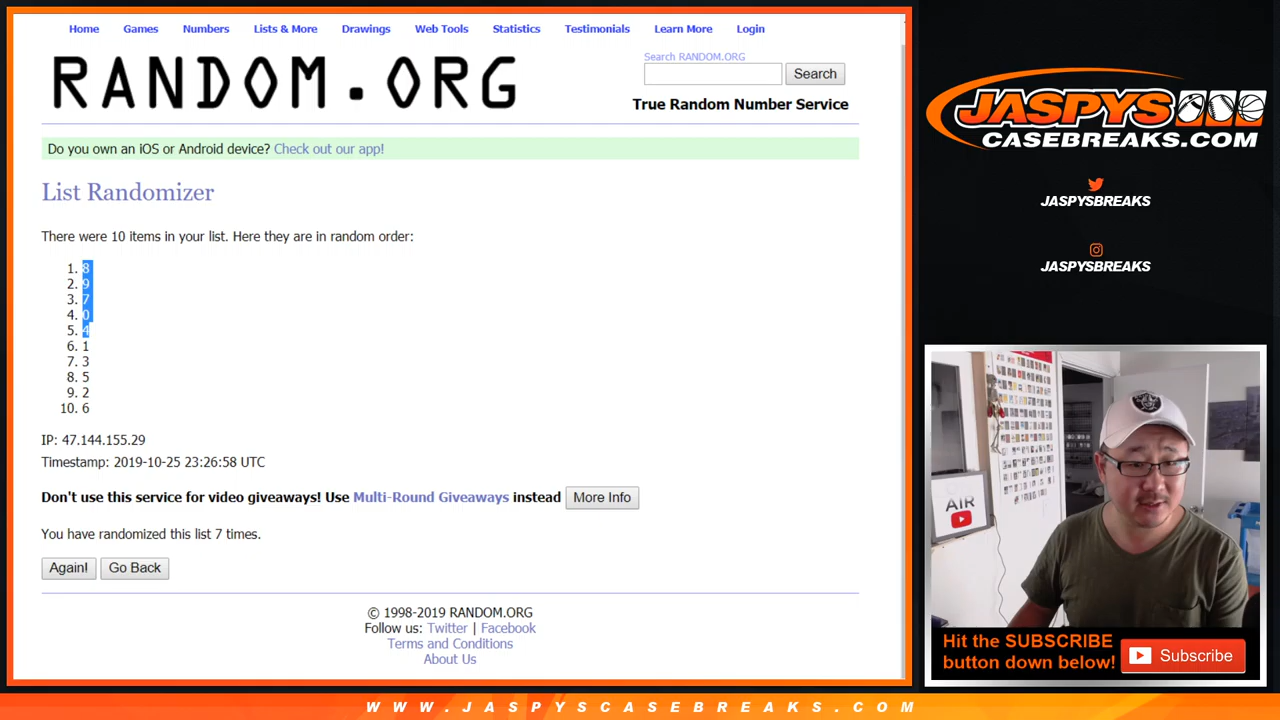 Home Games Numbers Lists & More Drawings Web Tools Statistics Testimonials Learn More Login
RANDOM.ORG
Search RANDOM.ORG
Search
True Random Number Service
Do you own an iOS or Android device? Check out our app!
List Randomizer
There were 10 items in your list. Here they are in random order:
1. 8
2. 9
3. 7
4. 0
5. 4
6. 1
7. 3
8. 5
9. 2
10. 6
IP: 47.144.155.29
Timestamp: 2019-10-25 23:26:58 UTC
Don't use this service for video giveaways! Use Multi-Round Giveaways instead More Info
You have randomized this list 7 times.
Again! Go Back
© 1998-2019 RANDOM.ORG
Follow us: Twitter | Facebook
Terms and Conditions
About Us
JASPYS
CASEBREAKS.COM
JASPYSBREAKS
JASPYSBREAKS
AIR
Hit the SUBSCRIBE
button down below!
Subscribe
WWW.JASPYSCASEBREAKS.COM